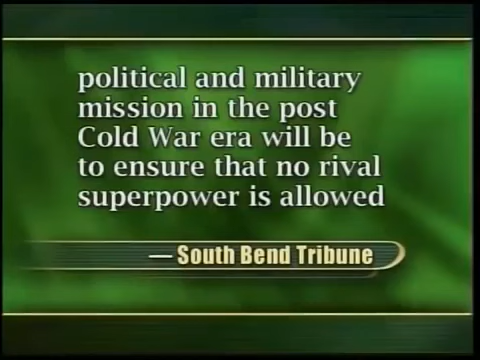 political and military
mission in the post
Cold War era will be
to ensure that no rival
superpower is allowed
— South Bend Tribune